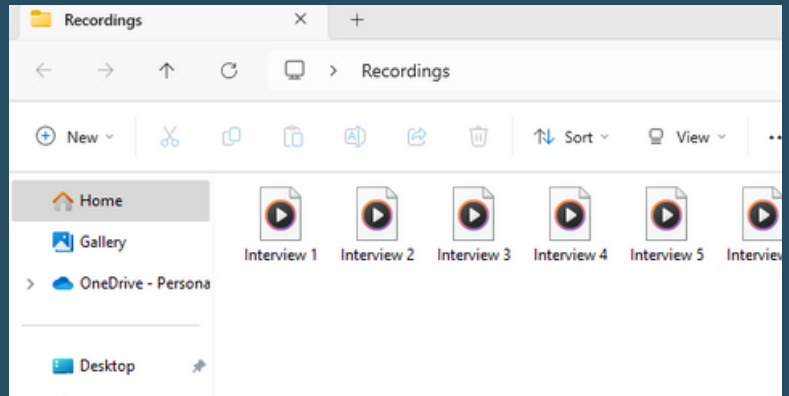 Recordings
Recordings
New Sort View
Home
Gallery
OneDrive - Persona
Desktop
Interview 1 Interview 2 Interview 3 Interview 4 Interview 5 Interview